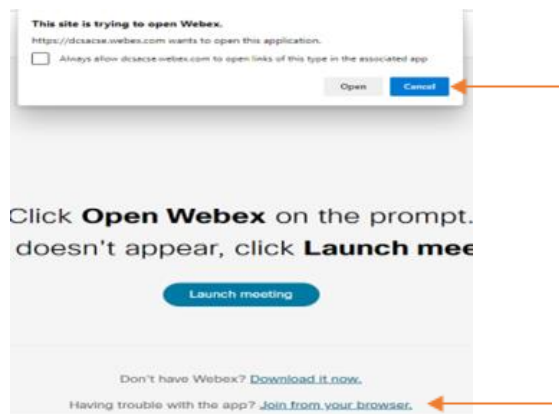 This site is trying to open Webex.
https://dcsacse.webex.com wants to open this application.
Always allow dcsacse.webex.com to open links of this type in the associated app
Open Cancel
Click Open Webex on the prompt.
doesn't appear, click Launch mee
Launch meeting
Don't have Webex? Download it now.
Having trouble with the app? Join from your browser.